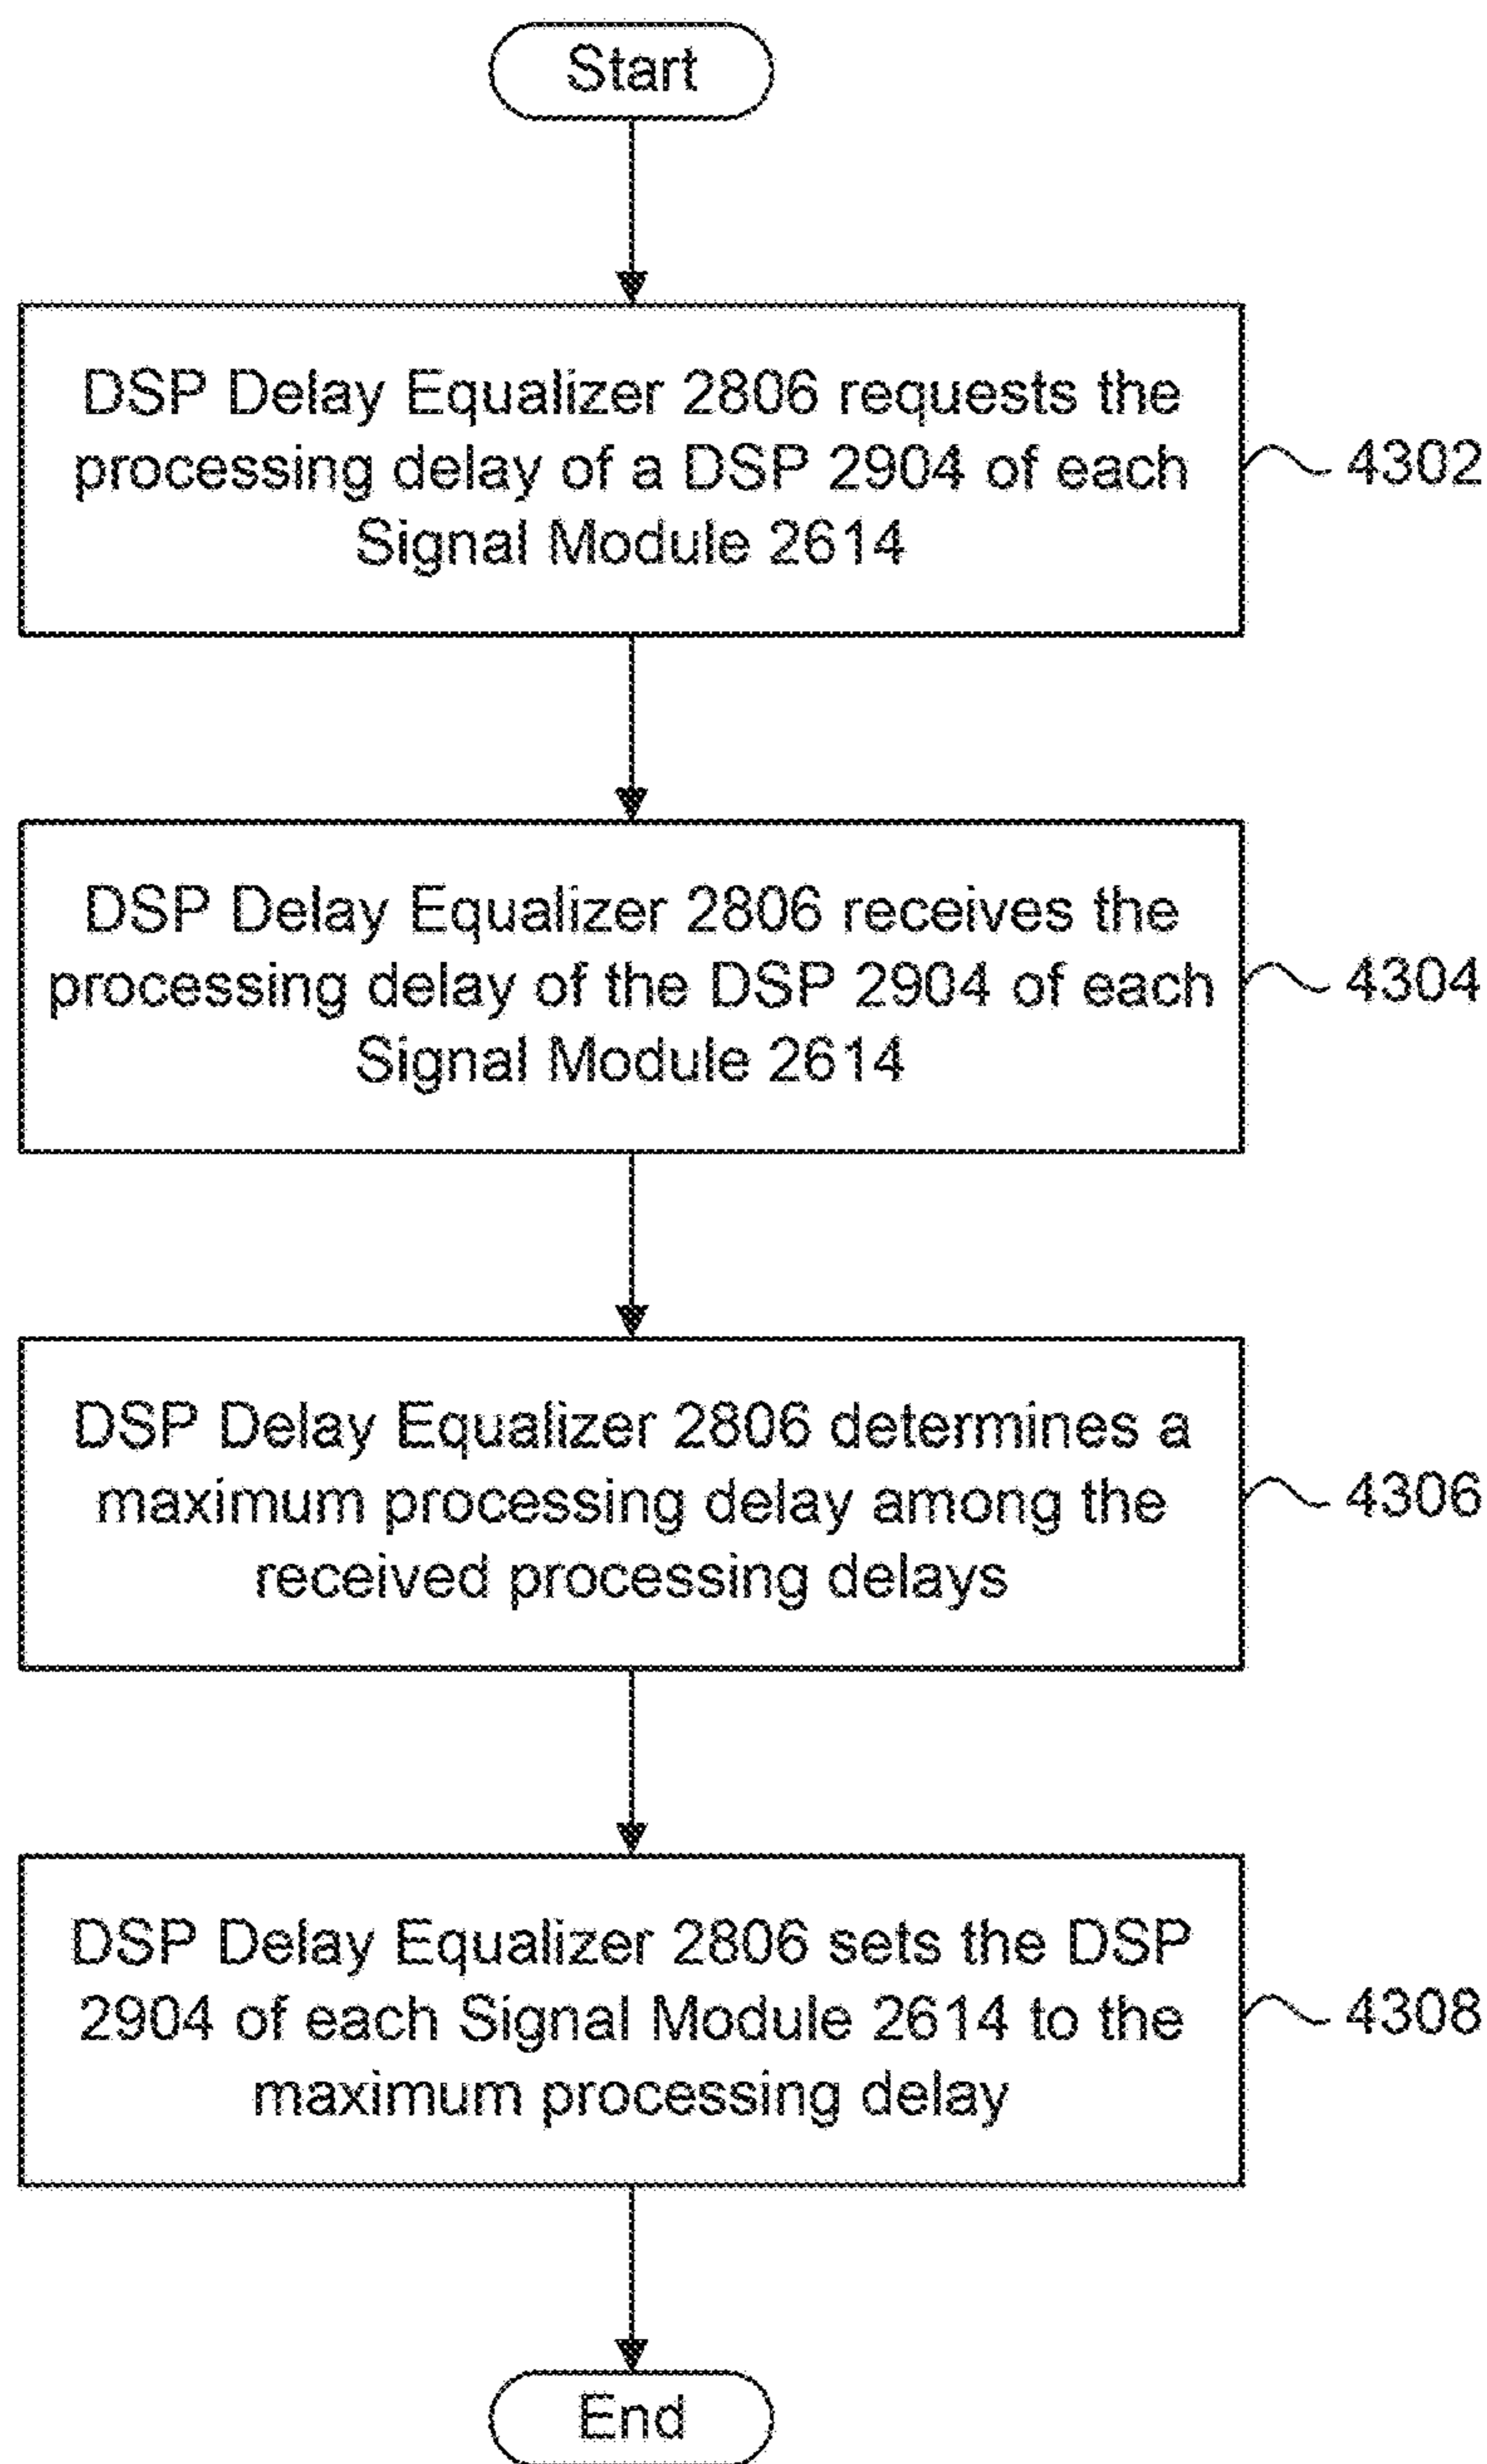 Start
DSP Delay Equalizer 2806 requests the
processing delay of a DSP 2904 of each
Signal Module 2614
4302
DSP Delay Equalizer 2806 receives the
processing delay of the DSP 2904 of each
Signal Module 2614
4304
DSP Delay Equalizer 2806 determines a
maximum processing delay among the
received processing delays
4306
DSP Delay Equalizer 2806 sets the DSP
2904 of each Signal Module 2614 to the
maximum processing delay
4308
End